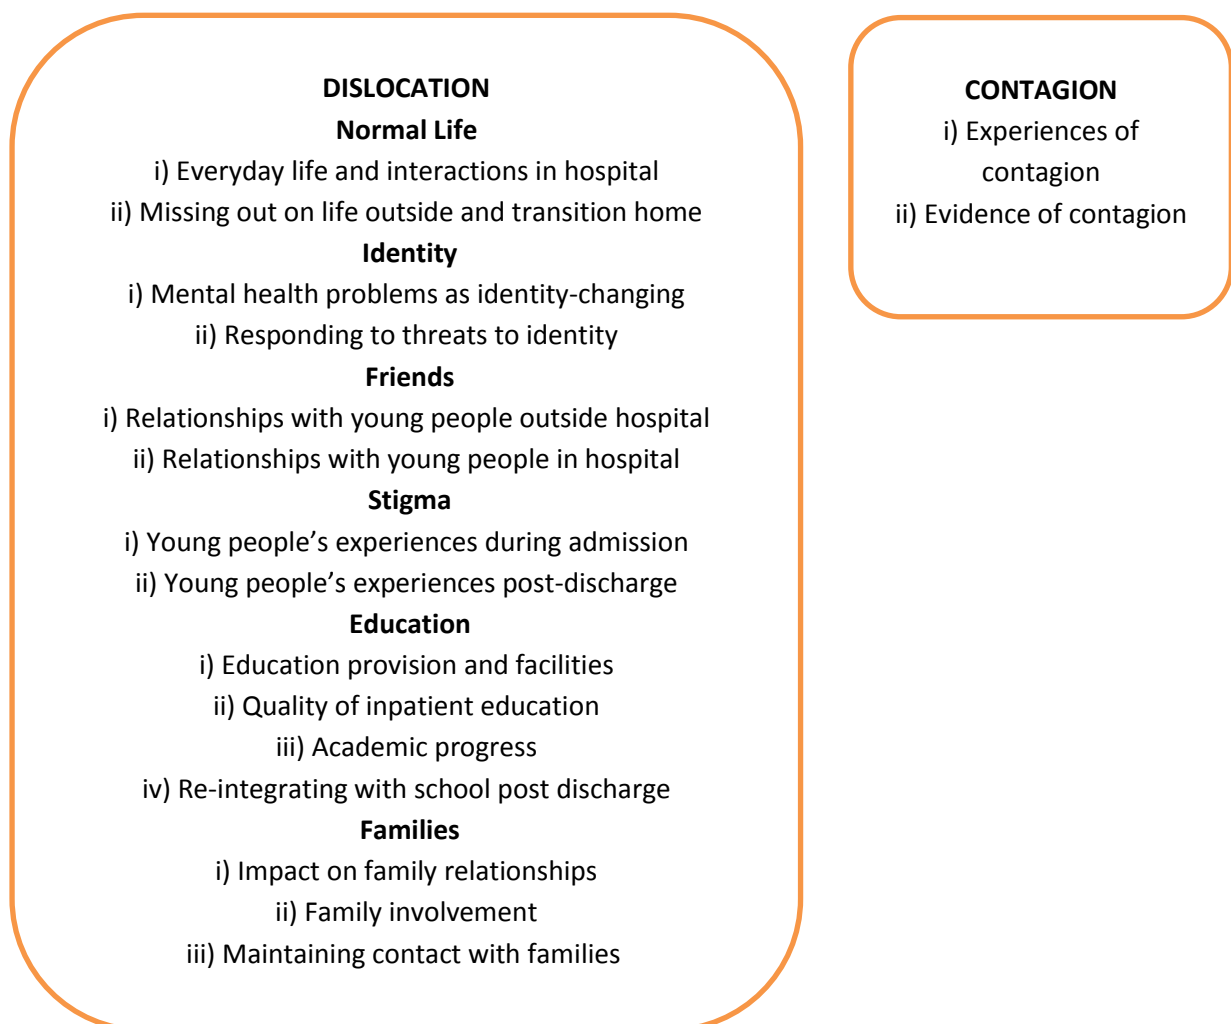 DISLOCATION
Normal Life
i) Everyday life and interactions in hospital
ii) Missing out on life outside and transition home
Identity
i) Mental health problems as identity-changing
ii) Responding to threats to identity
Friends
i) Relationships with young people outside hospital
ii) Relationships with young people in hospital
Stigma
i) Young people’s experiences during admission
ii) Young people’s experiences post-discharge
Education
i) Education provision and facilities
ii) Quality of inpatient education
iii) Academic progress
iv) Re-integrating with school post discharge
Families
i) Impact on family relationships
ii) Family involvement
iii) Maintaining contact with families
CONTAGION
i) Experiences of
contagion
ii) Evidence of contagion